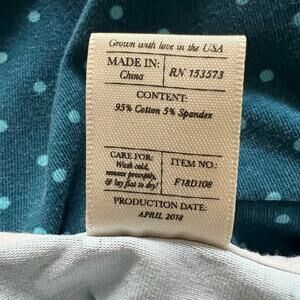 Grown with love in the USA
MADE IN:
China
RN 153573
CONTENT:
95% Cotton 5% Spandex
CARE FOR:
Wash cold,
remove promptly,
& lay flat to dry!
ITEM NO:
F18D108
PRODUCTION DATE:
APRIL 2018